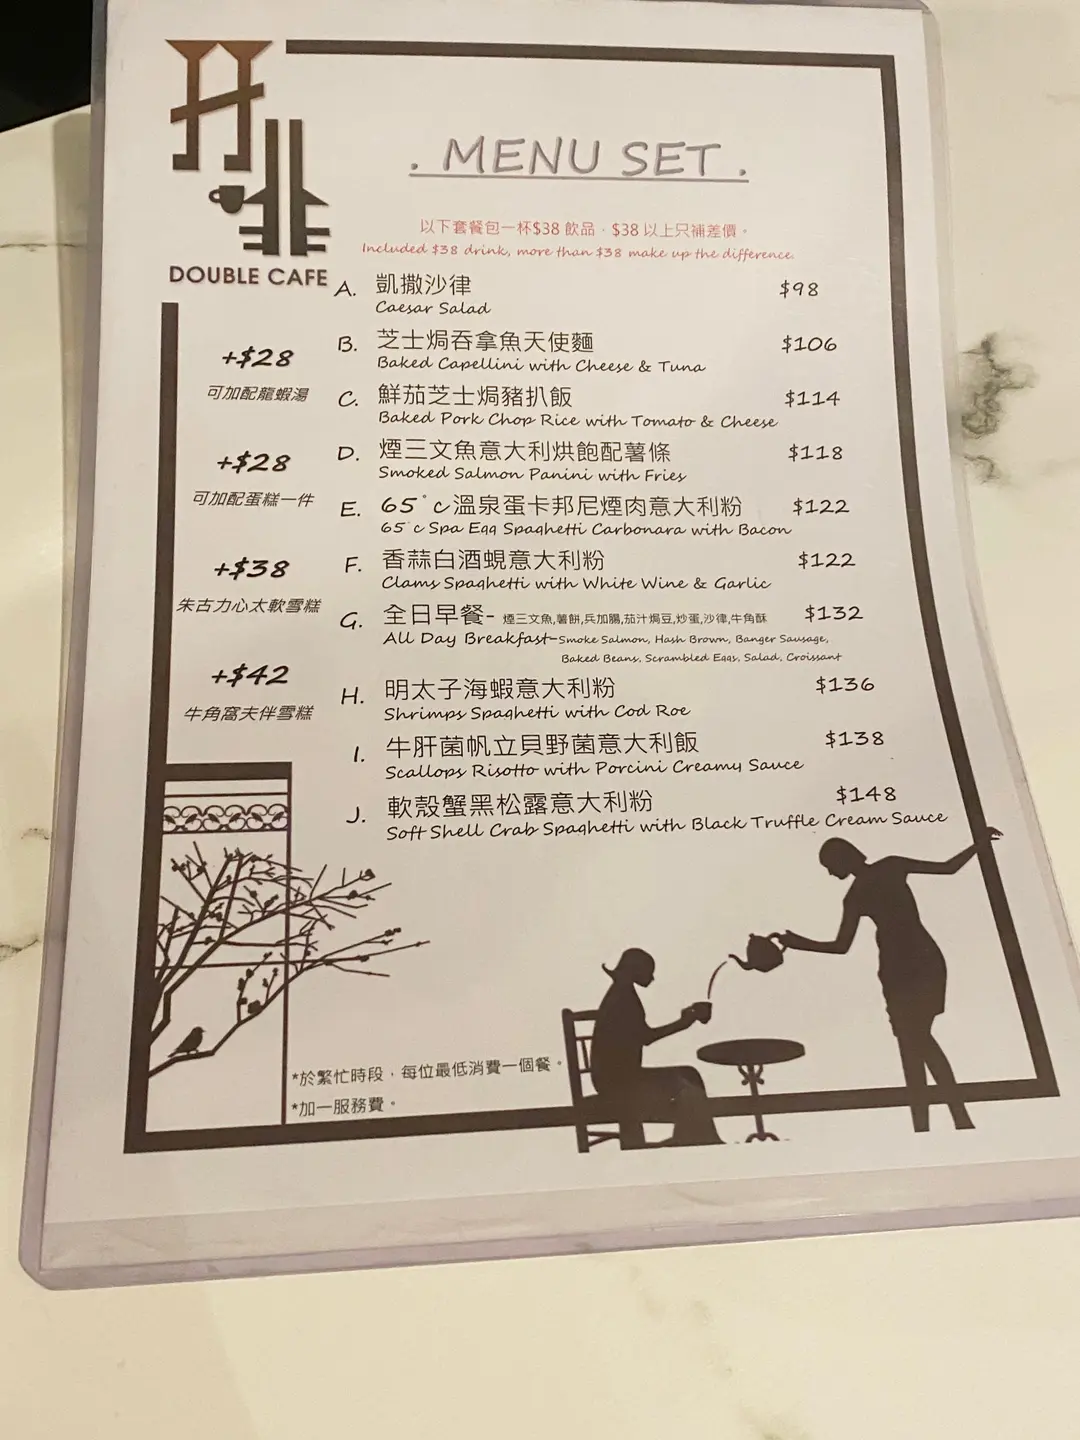 冇啡
DOUBLE CAFE
. MENU SET .
以下套餐包一杯$38 飲品，$38 以上只補差價。
Included $38 drink, more than $38 make up the difference.
A. 凱撒沙律 $98
Caesar Salad
B. 芝士焗吞拿魚天使麵 $106
Baked Capellini with Cheese & Tuna
C. 鮮茄芝士焗豬扒飯 $114
Baked Pork Chop Rice with Tomato & Cheese
D. 煙三文魚意大利烘飽配薯條 $118
Smoked Salmon Panini with Fries
E. 65°c溫泉蛋卡邦尼煙肉意大利粉 $122
65°c Spa Egg Spaghetti Carbonara with Bacon
F. 香蒜白酒蜆意大利粉 $122
Clams Spaghetti with White Wine & Garlic
G. 全日早餐- 煙三文魚,薯餅,兵加腸,茄汁焗豆,炒蛋,沙律,牛角酥 $132
All Day Breakfast-Smoke Salmon, Hash Brown, Banger Sausage,
Baked Beans, Scrambled Eggs, Salad, Croissant
H. 明太子海蝦意大利粉 $136
Shrimps Spaghetti with Cod Roe
I. 牛肝菌帆立貝野菌意大利飯 $138
Scallops Risotto with Porcini Creamy Sauce
J. 軟殼蟹黑松露意大利粉 $148
Soft Shell Crab Spaghetti with Black Truffle Cream Sauce
+$28
可加配龍蝦湯
+$28
可加配蛋糕一件
+$38
朱古力心太軟雪糕
+$42
牛角窩夫伴雪糕
*於繁忙時段，每位最低消費一個餐。
*加一服務費。